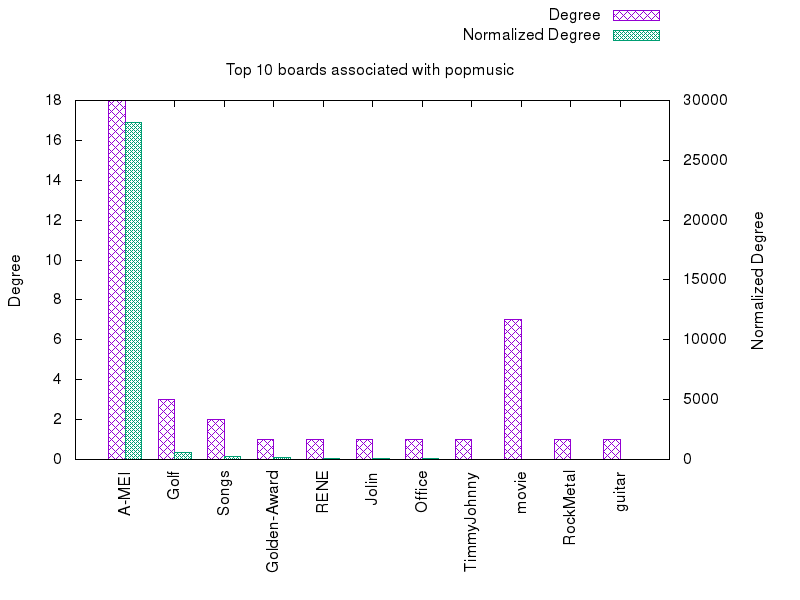 Degree
Normalized Degree
Top 10 boards associated with popmusic
18
16
14
12
10
8
6
4
2
0
Degree
30000
25000
20000
15000
10000
5000
0
Normalized Degree
A-MEI
Golf
Songs
Golden-Award
RENE
Jolin
Office
TimmyJohnny
movie
RockMetal
guitar